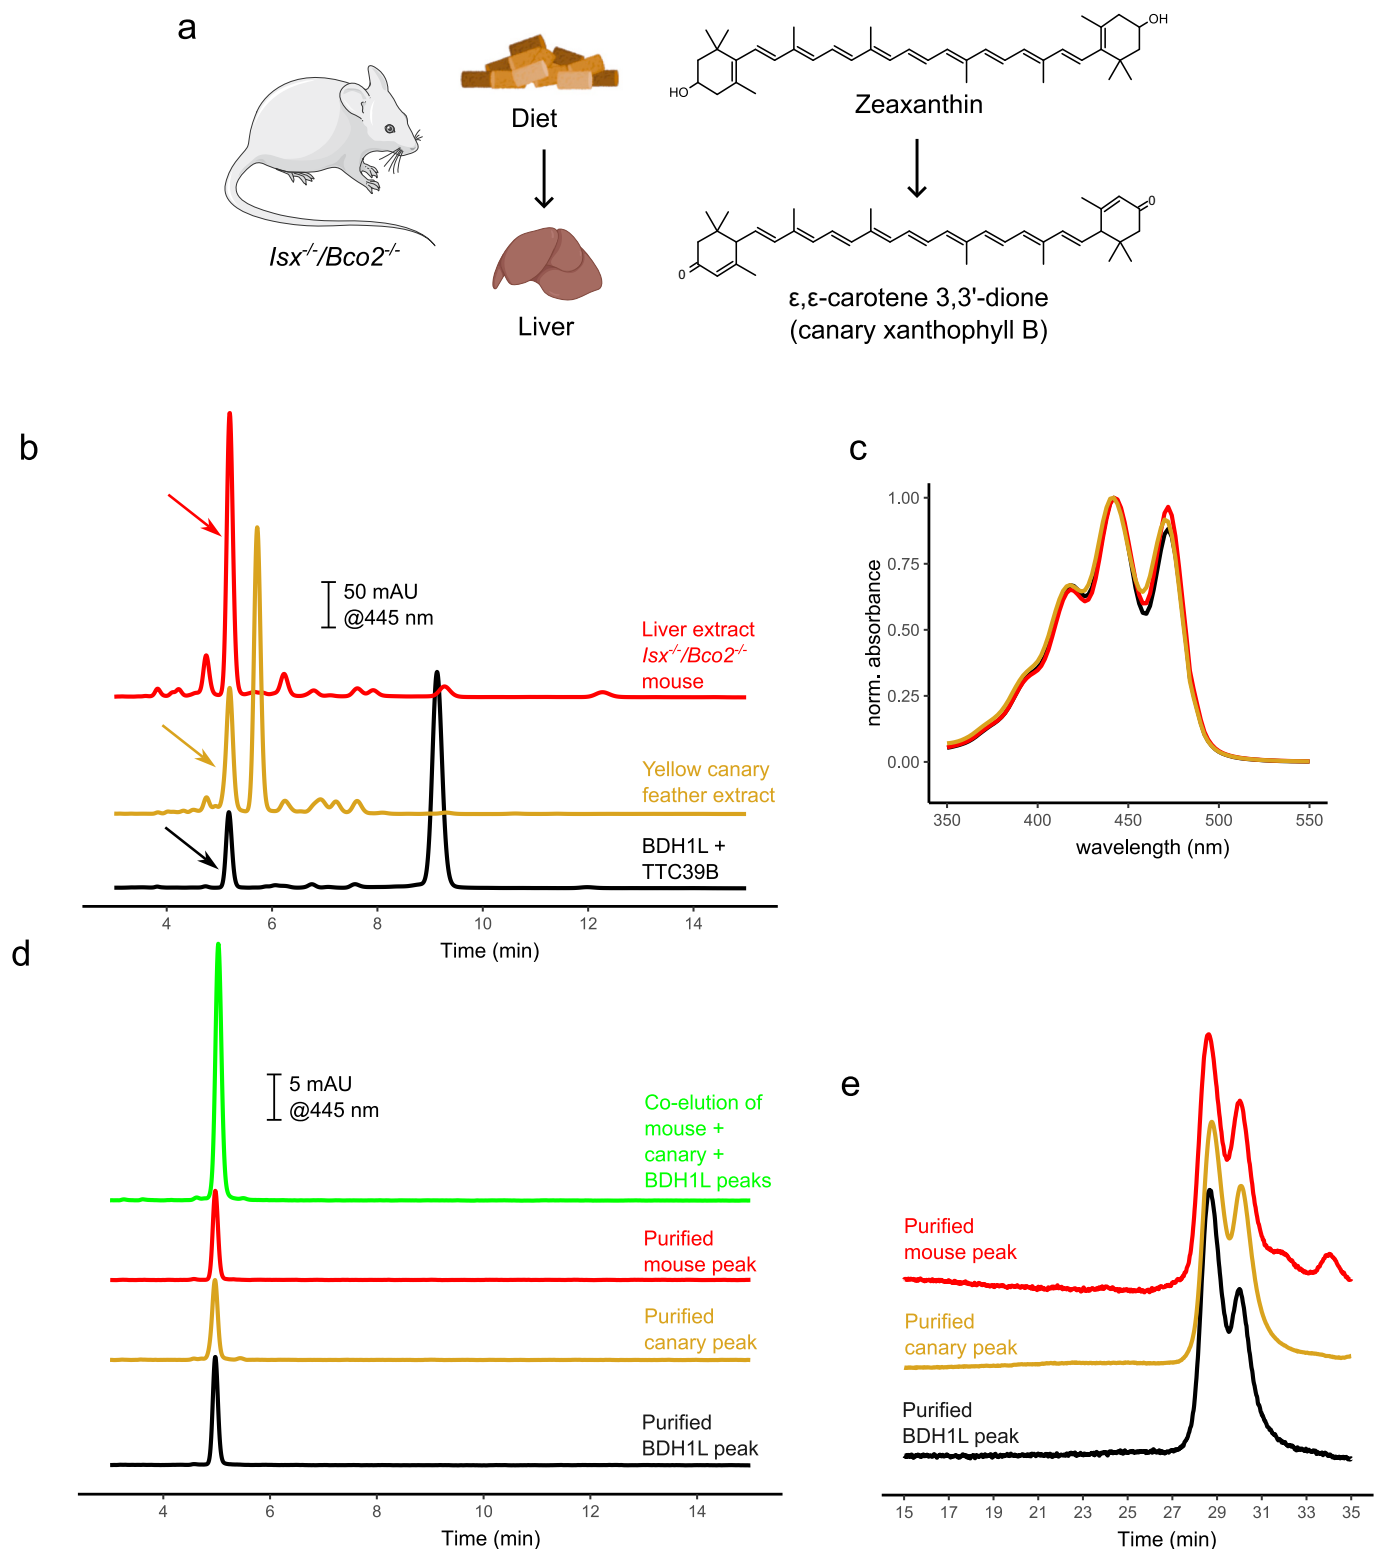 a
Diet
Liver
Isx-/-/Bco2-/-
HO
OH
Zeaxanthin
O
O
ε,ε-carotene 3,3'-dione
(canary xanthophyll B)
b
50 mAU
@445 nm
Liver extract
Isx-/-/Bco2-/-
mouse
Yellow canary
feather extract
BDH1L +
TTC39B
4 6 8 10 12 14
Time (min)
c
norm. absorbance
1.00
0.75
0.50
0.25
0.00
350 400 450 500 550
wavelength (nm)
d
5 mAU
@445 nm
Co-elution of
mouse +
canary +
BDH1L peaks
Purified
mouse peak
Purified
canary peak
Purified
BDH1L peak
4 6 8 10 12 14
Time (min)
e
Purified
mouse peak
Purified
canary peak
Purified
BDH1L peak
15 17 19 21 23 25 27 29 31 33 35
Time (min)